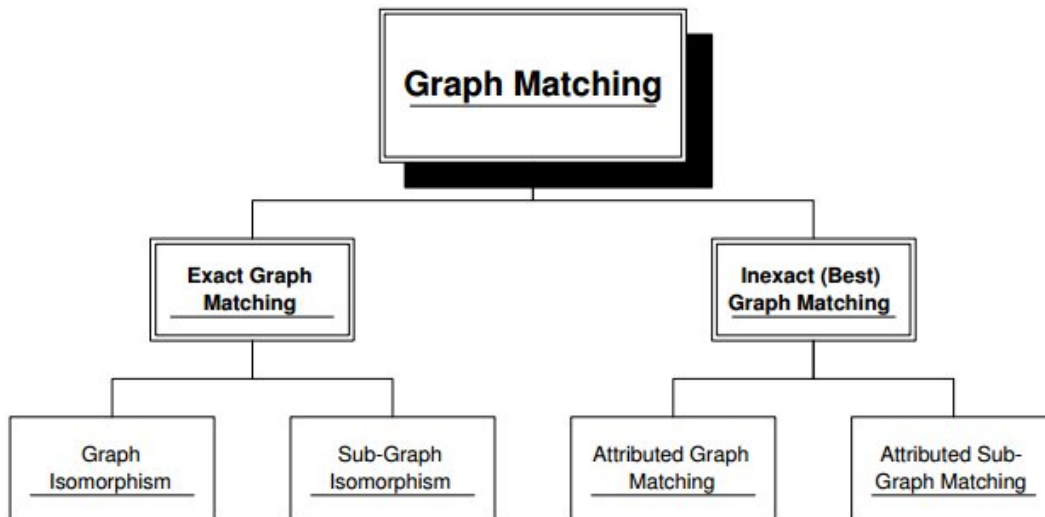 Graph Matching
Exact Graph
Matching
Inexact (Best)
Graph Matching
Graph
Isomorphism
Sub-Graph
Isomorphism
Attributed Graph
Matching
Attributed Sub-
Graph Matching